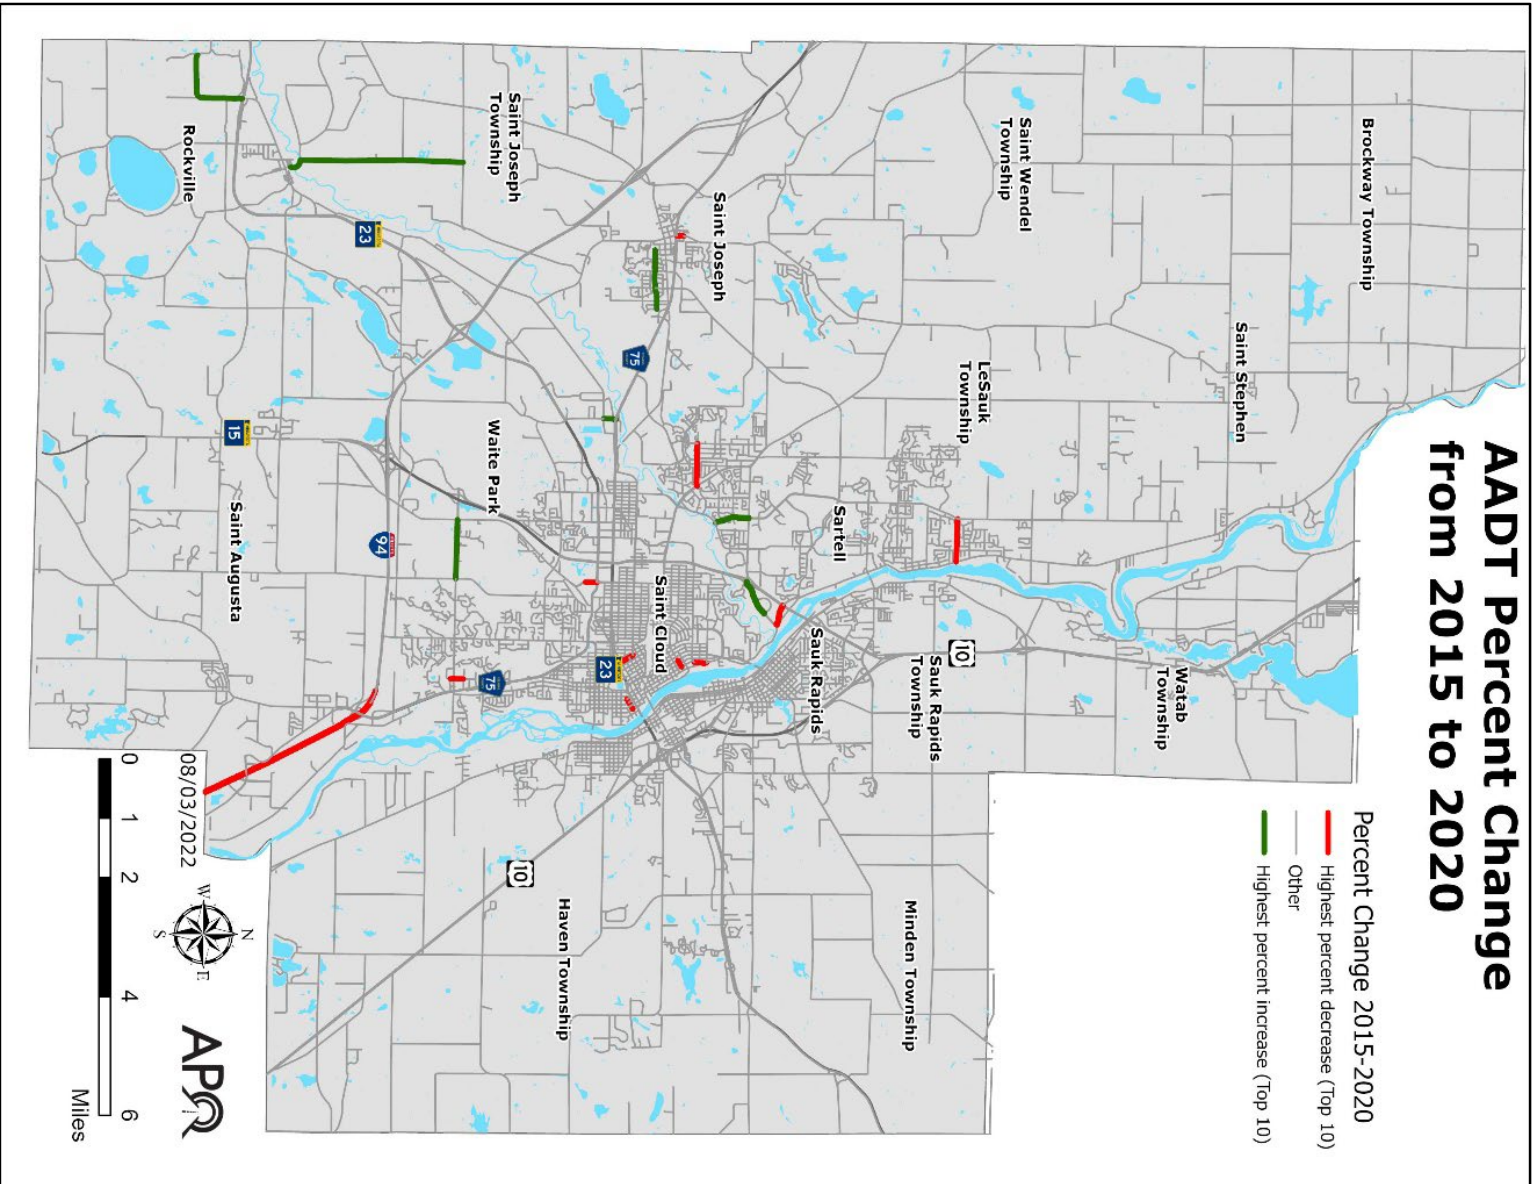 AADT Percent Change
from 2015 to 2020
Percent Change 2015-2020
Highest percent decrease (Top 10)
Other
Highest percent increase (Top 10)
Brockway Township
Saint Stephen
Saint Wendel
Township
LeSauk
Township
Watab
Township
10
Sauk Rapids
Township
Minden Township
Sartell
Sauk Rapids
Saint Joseph
75
Saint Cloud
23
Saint Joseph
Township
Waite Park
75
10
Haven Township
23
94
15
Saint Augusta
Rockville
08/03/2022
N
W
E
S
APO
0
1
2
4
6
Miles